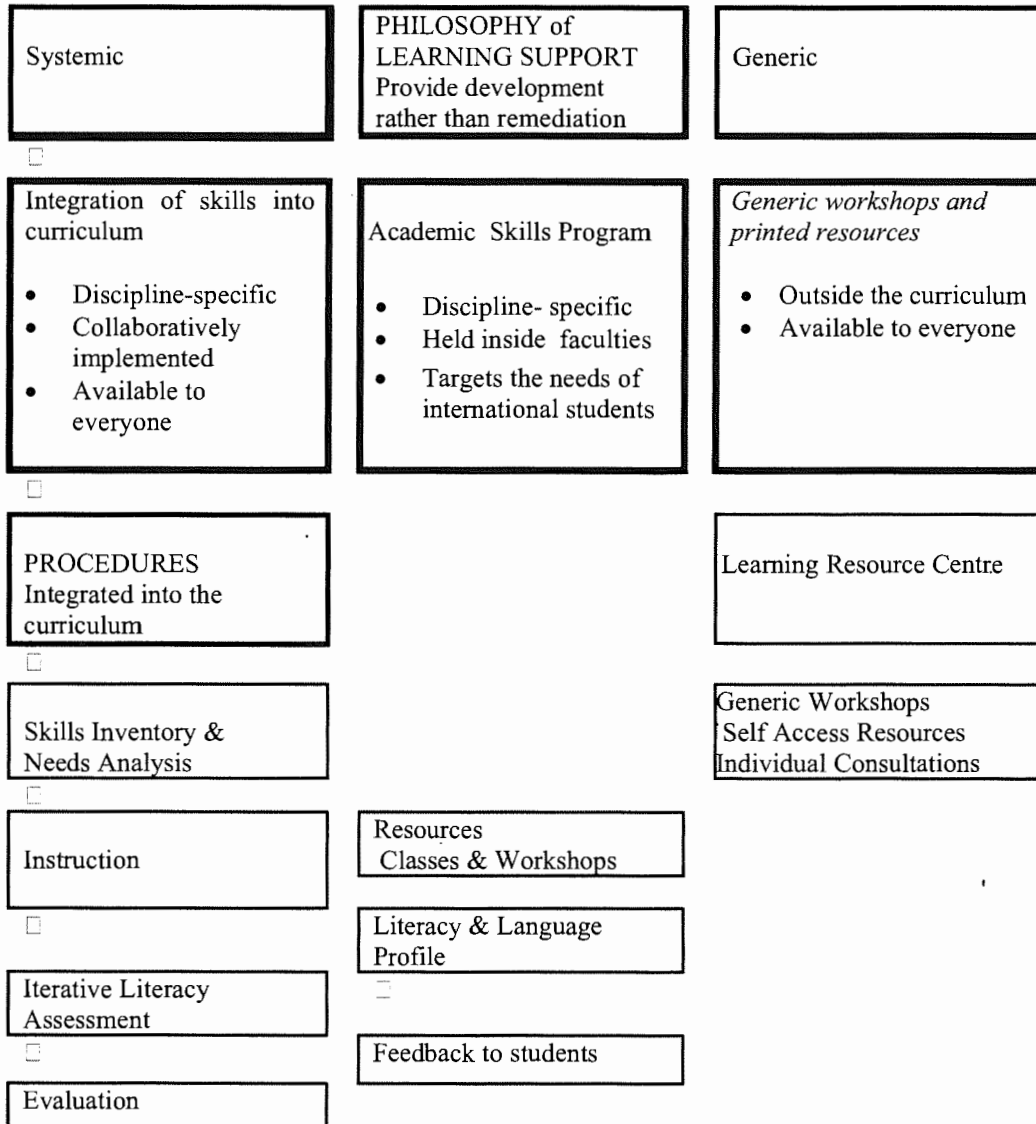 Systemic
PHILOSOPHY of
LEARNING SUPPORT
Provide development
rather than remediation
Generic
Integration of skills into
curriculum
• Discipline-specific
• Collaboratively
implemented
• Available to
everyone
Academic Skills Program
• Discipline- specific
• Held inside faculties
• Targets the needs of
international students
Generic workshops and
printed resources
• Outside the curriculum
• Available to everyone
PROCEDURES
Integrated into the
curriculum
Learning Resource Centre
Skills Inventory &
Needs Analysis
Generic Workshops
Self Access Resources
Individual Consultations
Instruction
Resources
Classes & Workshops
Literacy & Language
Profile
Iterative Literacy
Assessment
Feedback to students
Evaluation